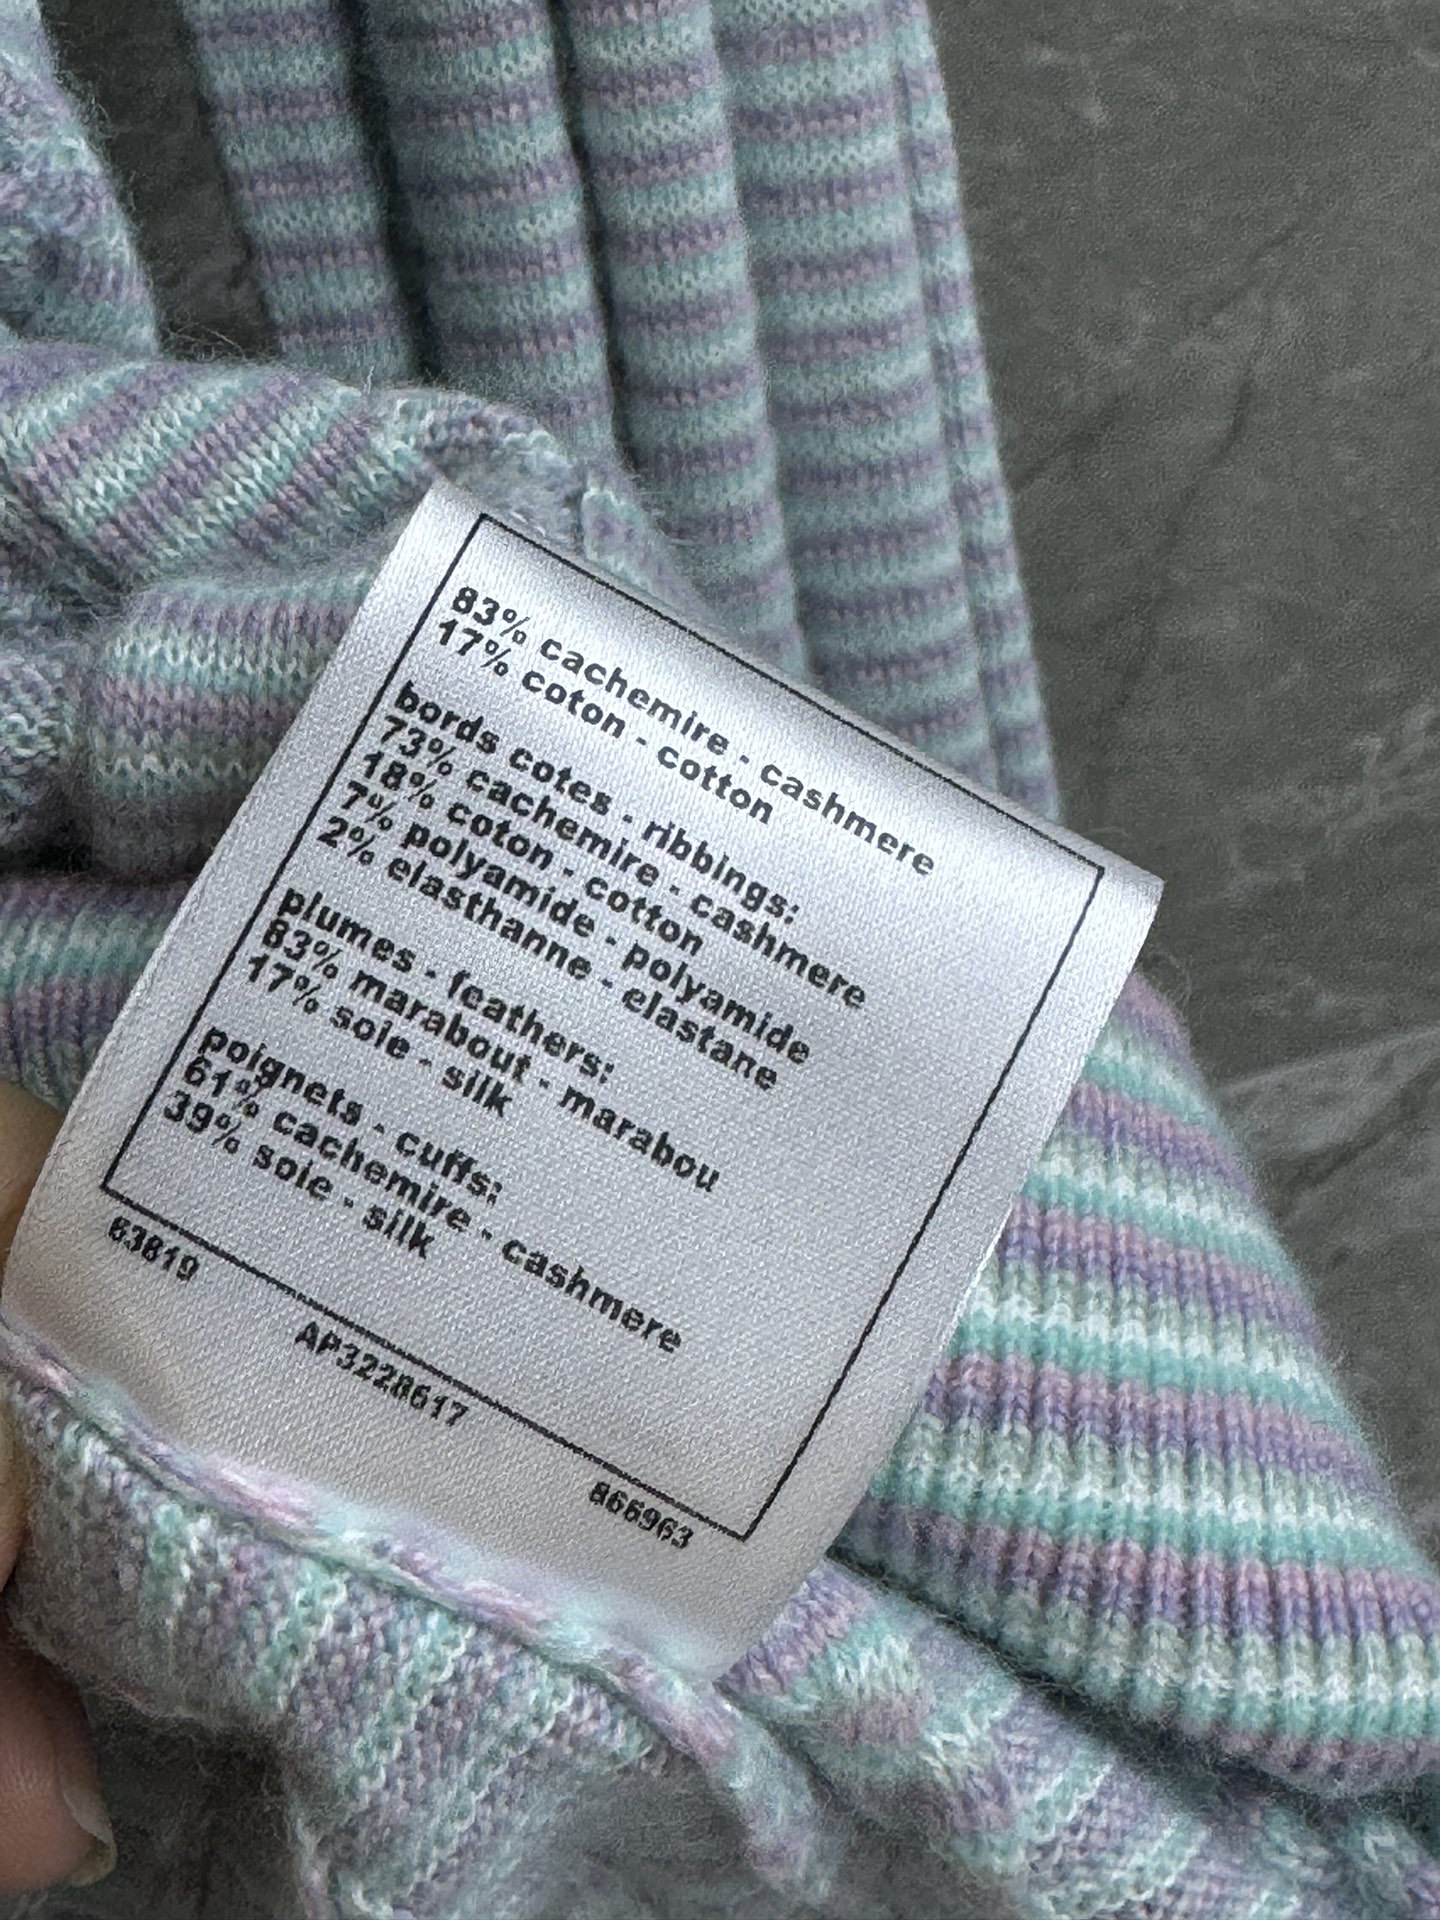 83% cachemire - cashmere
17% coton - cotton
bords cotes - ribbings:
73% cachemire - cashmere
18% coton - cotton
7% polyamide - polyamide
2% elasthanne - elastane
plumes - feathers:
83% marabout - marabou
17% soie - silk
poignets - cuffs:
61% cachemire - cashmere
39% soie - silk
63819
AP3228617
866963